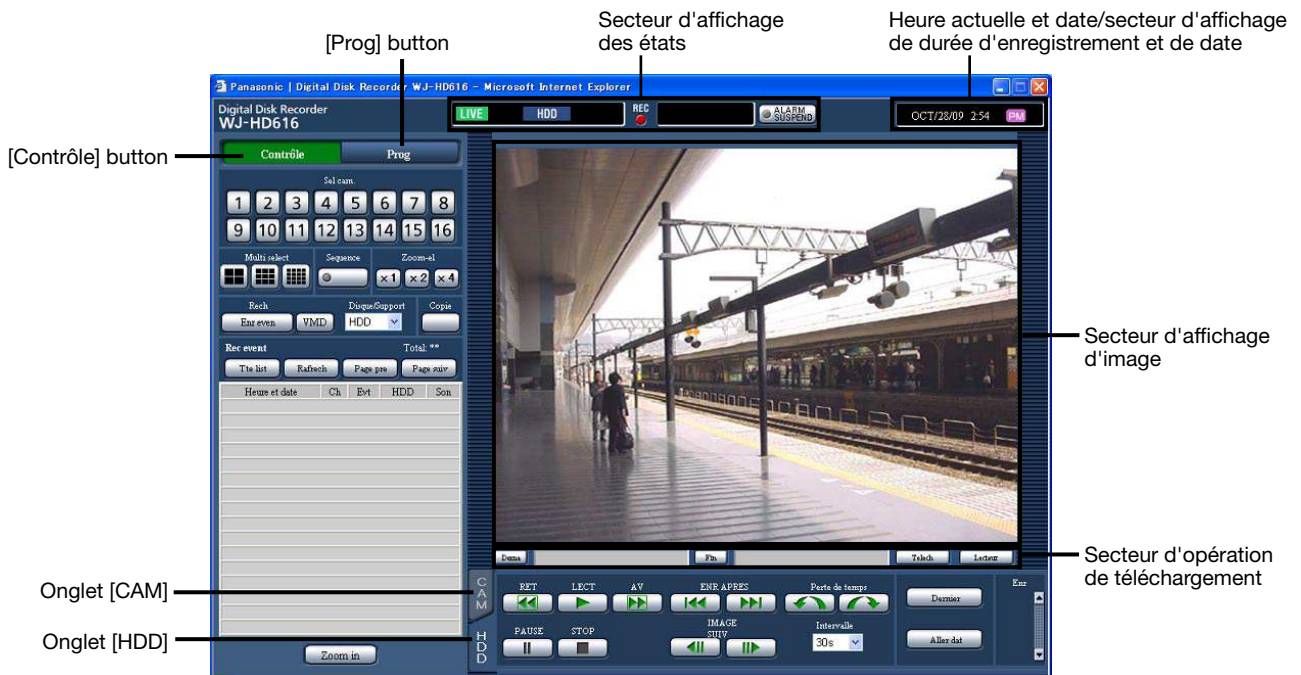 Secteur d'affichage
des états
Heure actuelle et date/secteur d'affichage
de durée d'enregistrement et de date
[Prog] button
Panasonic | Digital Disk Recorder WJ-HD616 - Microsoft Internet Explorer
Digital Disk Recorder
WJ-HD616
LIVE HDD REC ALARM SUSPEND OCT/28/09 2:54 PM
[Contrôle] button
Contrôle Prog
Sel cam.
1 2 3 4 5 6 7 8
9 10 11 12 13 14 15 16
Multi select Sequence Zoom-el
x1 x2 x4
Rech Disque/Support Copie
Enr even VMD HDD
Rec event Total: **
Tte list Rafrech Page pre Page suiv
Heure et date Ch Evt HDD Son
Secteur d'affichage
d'image
Dema Fin Telech Lecteur
Secteur d'opération
de téléchargement
Onglet [CAM]
Onglet [HDD]
CAM
HDD
RET LECT AV ENR APRES Perte de temps
Dernier
Enr
PAUSE STOP IMAGE SUIV Intervalle
30s
Aller dat
Zoom in